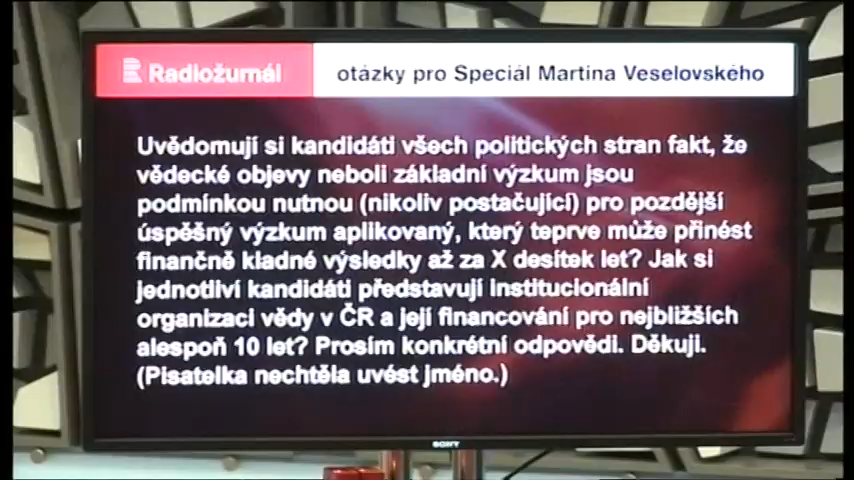 Radiožurnál
otázky pro Speciál Martina Veselovského
Uvědomují si kandidáti všech politických stran fakt, že
vědecké objevy neboli základní výzkum jsou
podmínkou nutnou (nikoliv postačující) pro pozdější
úspěšný výzkum aplikovaný, který teprve může přinést
finančně kladné výsledky až za X desítek let? Jak si
jednotliví kandidáti představují institucionální
organizaci vědy v ČR a její financování pro nejbližších
alespoň 10 let? Prosím konkrétní odpovědi. Děkuji.
(Pisatelka nechtěla uvést jméno.)
SONY